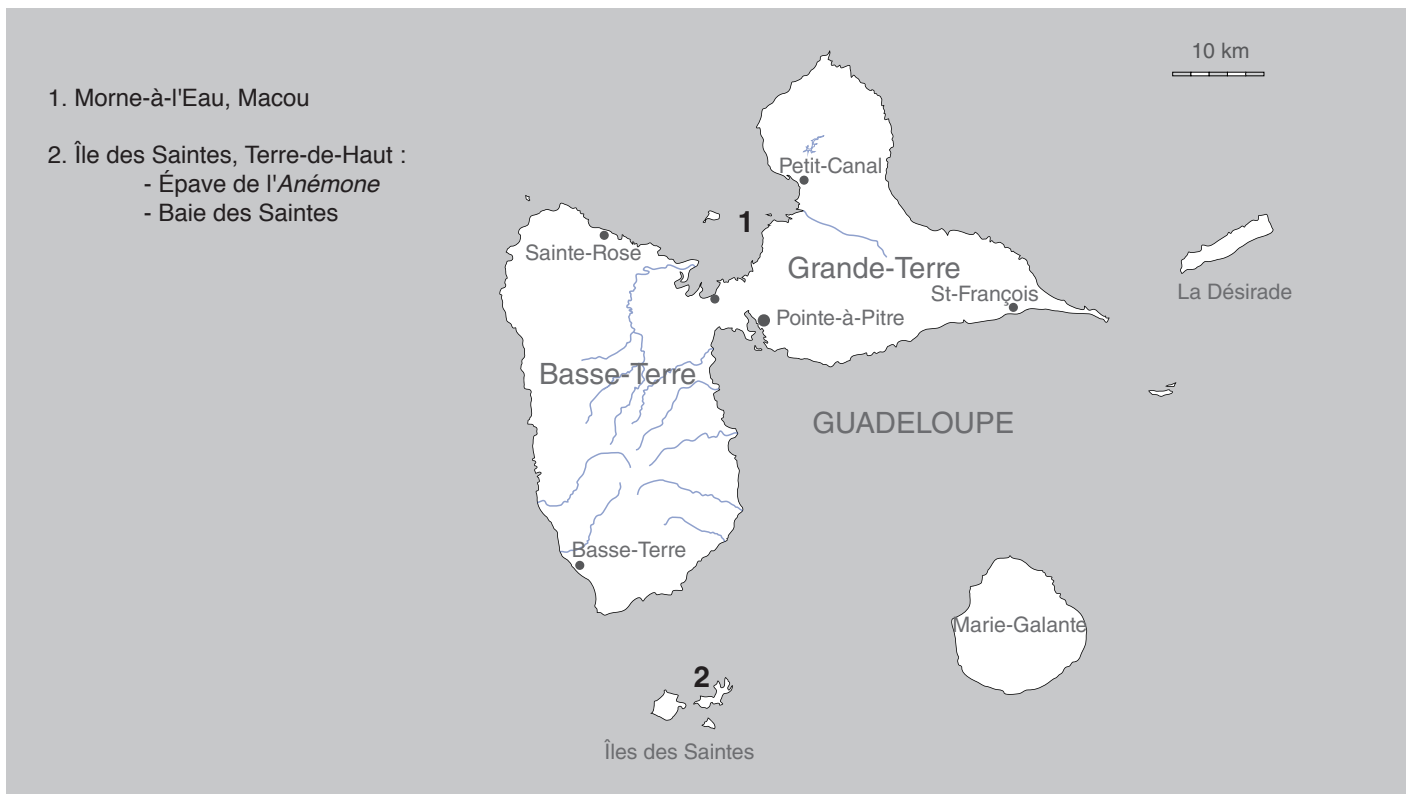 10 km
1. Morne-à-l'Eau, Macou
2. Île des Saintes, Terre-de-Haut :
- Épave de l'Anémone
- Baie des Saintes
Petit-Canal
1
Sainte-Rose
Grande-Terre
St-François
La Désirade
Pointe-à-Pitre
Basse-Terre
GUADELOUPE
Basse-Terre
Marie-Galante
2
Îles des Saintes